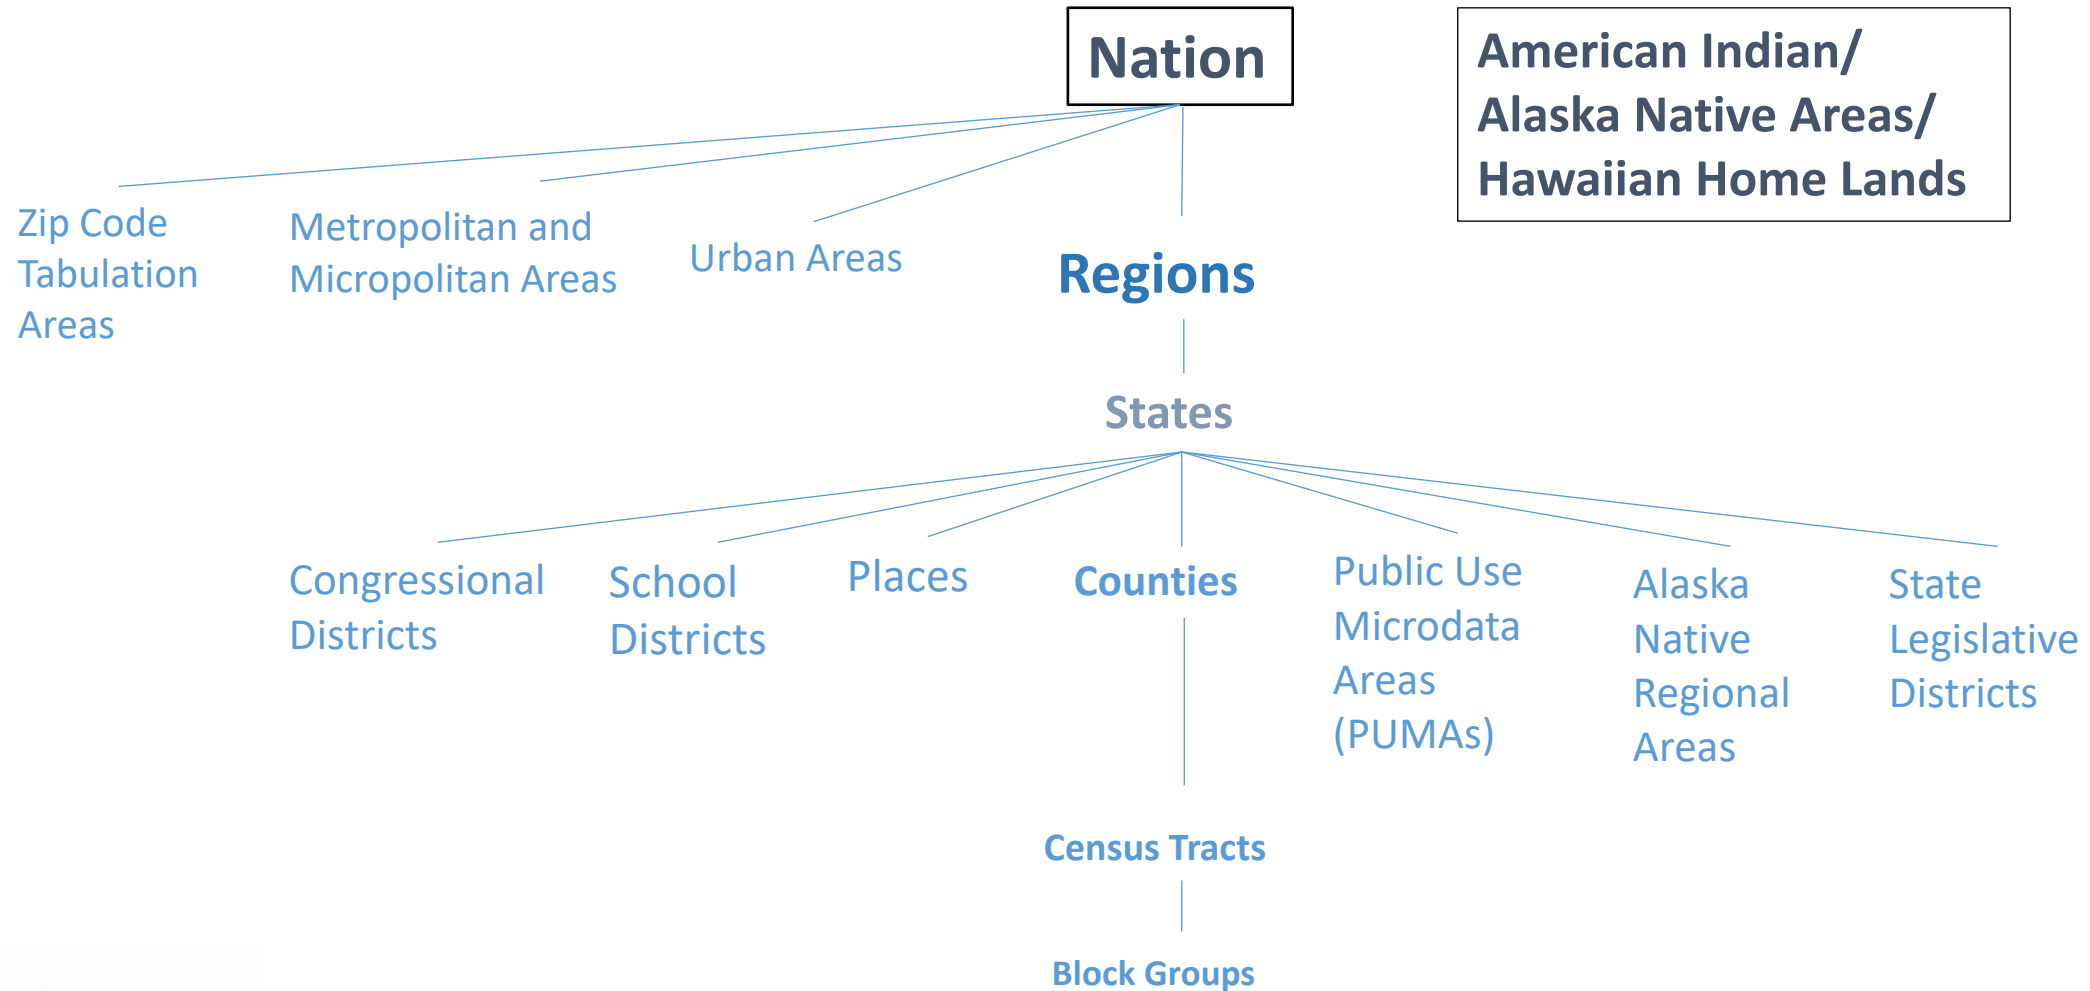 Nation
American Indian/
Alaska Native Areas/
Hawaiian Home Lands
Zip Code
Tabulation
Areas
Metropolitan and
Micropolitan Areas
Urban Areas
Regions
States
Congressional
Districts
School
Districts
Places
Counties
Public Use
Microdata
Areas
(PUMAs)
Alaska
Native
Regional
Areas
State
Legislative
Districts
Census Tracts
Block Groups